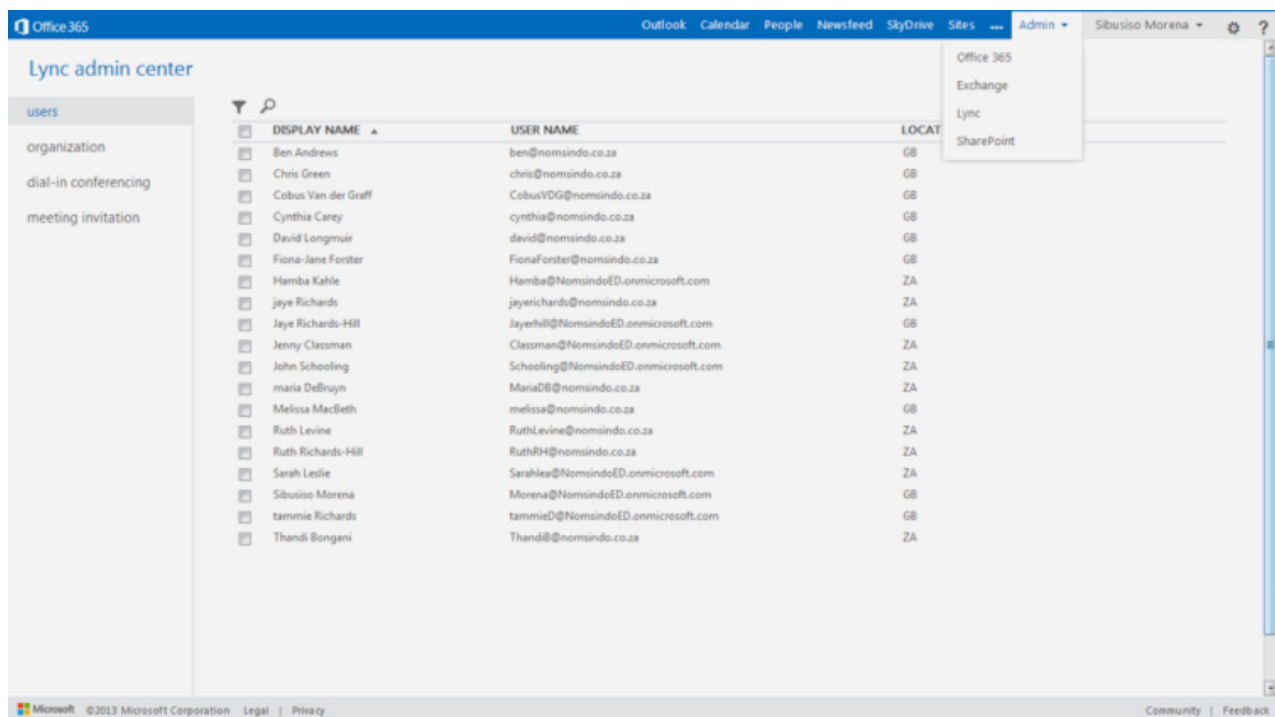 Office 365 Outlook Calendar People Newsfeed SkyDrive Sites ... Admin Sibusiso Morena ?
Lync admin center
Office 365
Exchange
Lync
SharePoint
users
organization
dial-in conferencing
meeting invitation
DISPLAY NAME USER NAME LOCAT
Ben Andrews ben@nomsindo.co.za GB
Chris Green chris@nomsindo.co.za GB
Cobus Van der Graff CobusVDG@nomsindo.co.za GB
Cynthia Carey cynthia@nomsindo.co.za GB
David Longmuir david@nomsindo.co.za GB
Fiona-Jane Forster FionaForster@nomsindo.co.za GB
Hamba Kahle Hamba@NomsindoED.onmicrosoft.com ZA
jaye Richards jayerichards@nomsindo.co.za ZA
Jaye Richards-Hill Jayerhill@NomsindoED.onmicrosoft.com GB
Jenny Classman Classman@NomsindoED.onmicrosoft.com ZA
John Schooling Schooling@NomsindoED.onmicrosoft.com ZA
maria DeBruyn MariaDB@nomsindo.co.za ZA
Melissa MacBeth melissa@nomsindo.co.za GB
Ruth Levine RuthLevine@nomsindo.co.za ZA
Ruth Richards-Hill RuthRH@nomsindo.co.za ZA
Sarah Leslie Sarahlea@NomsindoED.onmicrosoft.com ZA
Sibusiso Morena Morena@NomsindoED.onmicrosoft.com GB
tammie Richards tammieD@NomsindoED.onmicrosoft.com GB
Thandi Bongani ThandiB@nomsindo.co.za ZA
Microsoft ©2013 Microsoft Corporation Legal | Privacy Community | Feedback